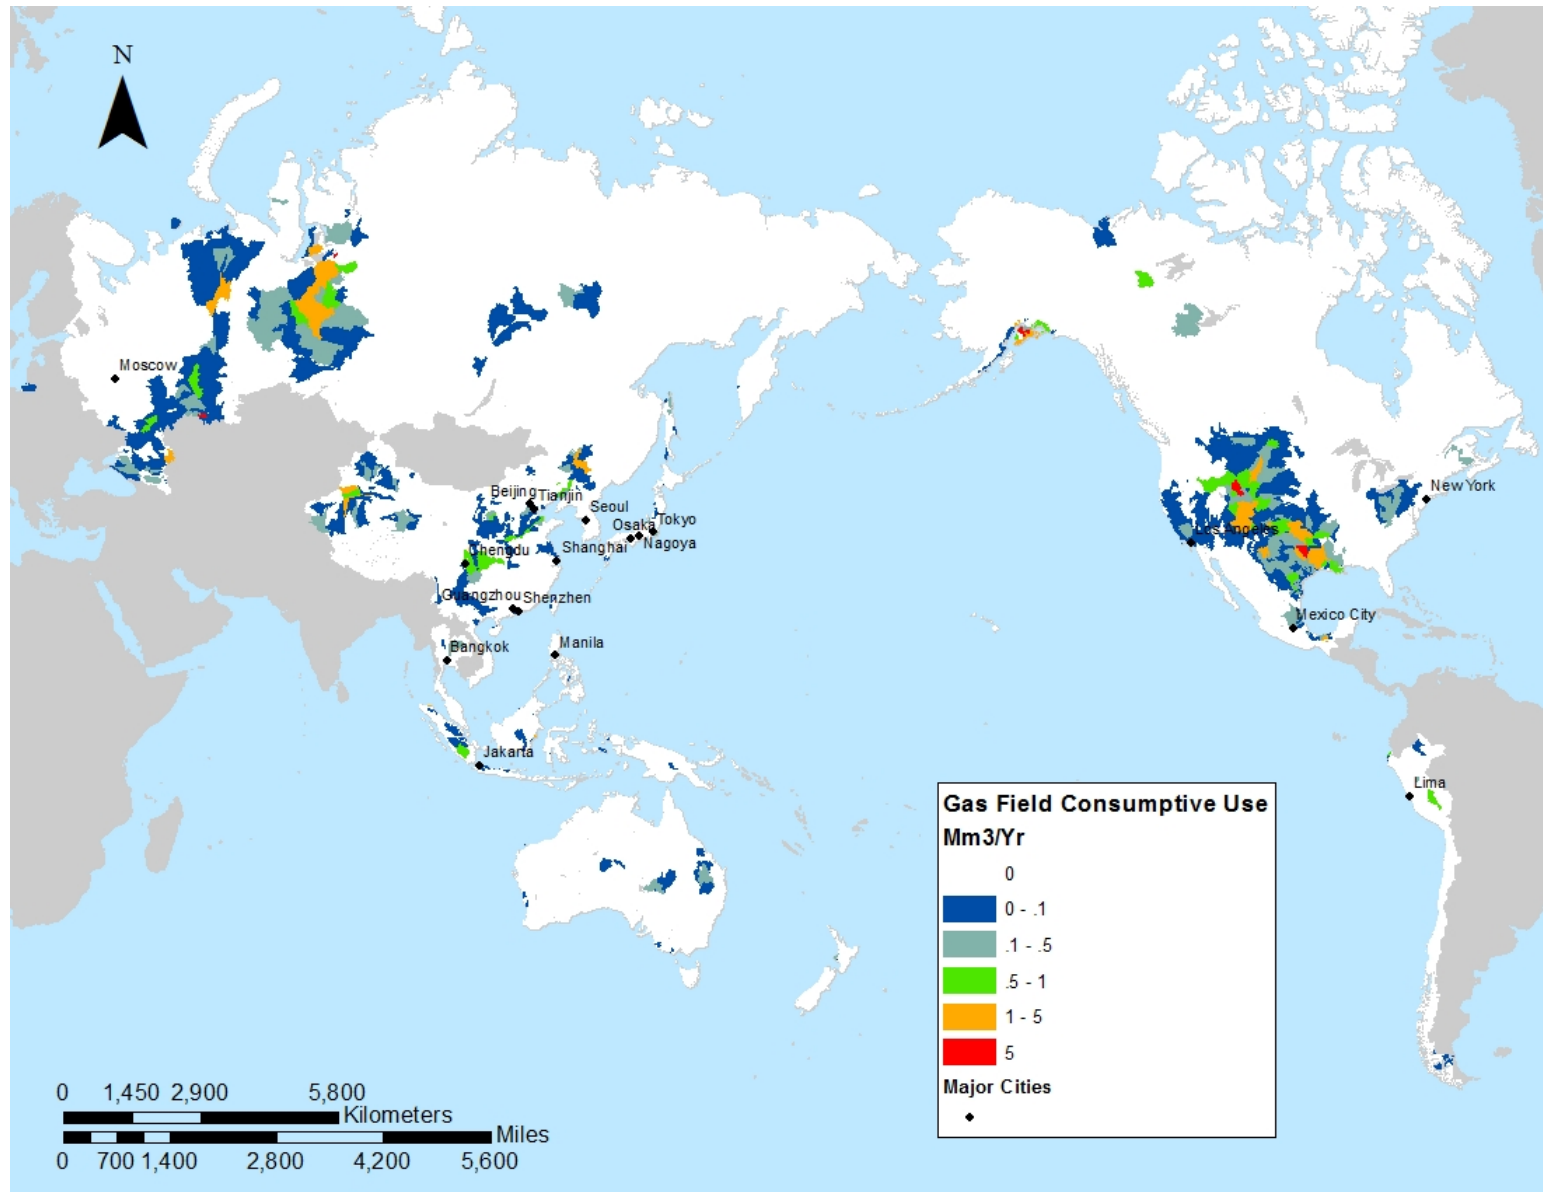 N
Moscow
Beijing
Tianjin
Seoul
New York
Osaka
Tokyo
Nagoya
Los Angeles
Chengdu
Shanghai
Guangzhou
Shenzhen
Mexico City
Bangkok
Manila
Jakarta
Lima
Gas Field Consumptive Use
Mm3/Yr
0
0 - .1
.1 - .5
.5 - 1
1 - 5
5
Major Cities
0 1,450 2,900 5,800
Kilometers
Miles
0 700 1,400 2,800 4,200 5,600